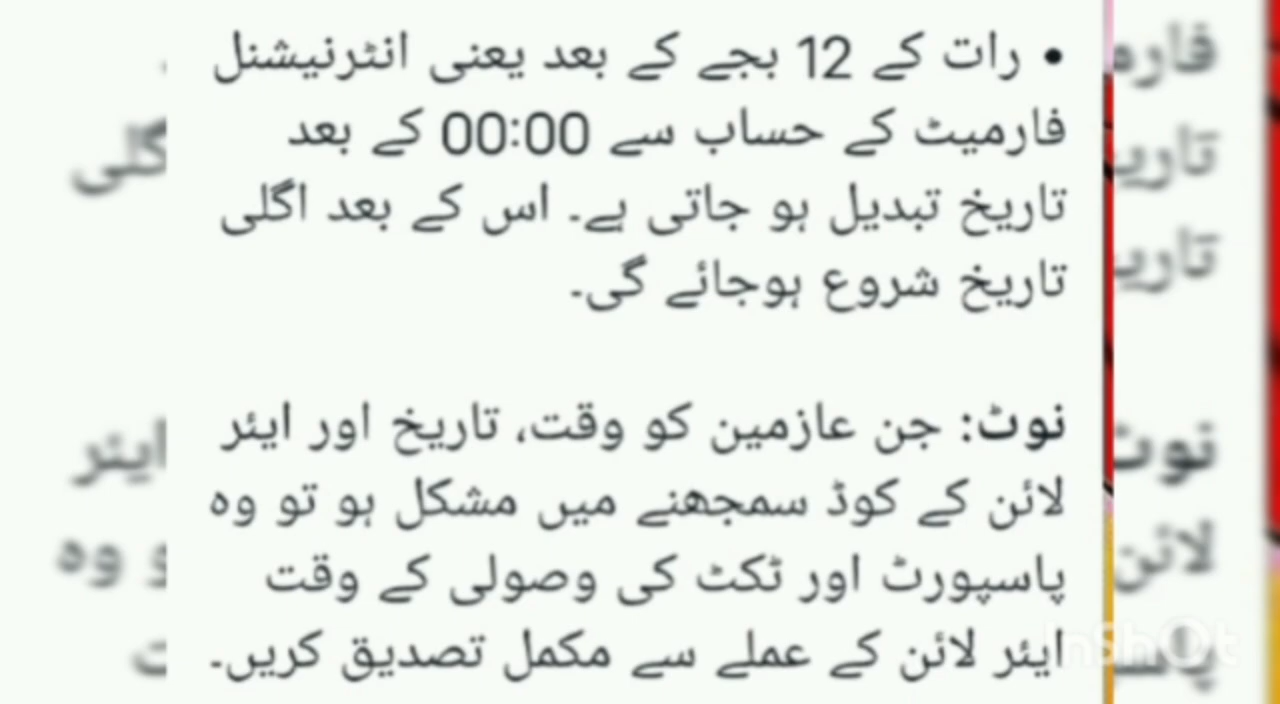 • رات کے 12 بجے کے بعد یعنی انٹرنیشنل
فارمیٹ کے حساب سے 00:00 کے بعد
تاریخ تبدیل ہو جاتی ہے۔ اس کے بعد اگلی
تاریخ شروع ہوجائے گی۔
نوٹ: جن عازمین کو وقت، تاریخ اور ایئر
لائن کے کوڈ سمجھنے میں مشکل ہو تو وہ
پاسپورٹ اور ٹکٹ کی وصولی کے وقت
ایئر لائن کے عملے سے مکمل تصدیق کریں۔
InShOt